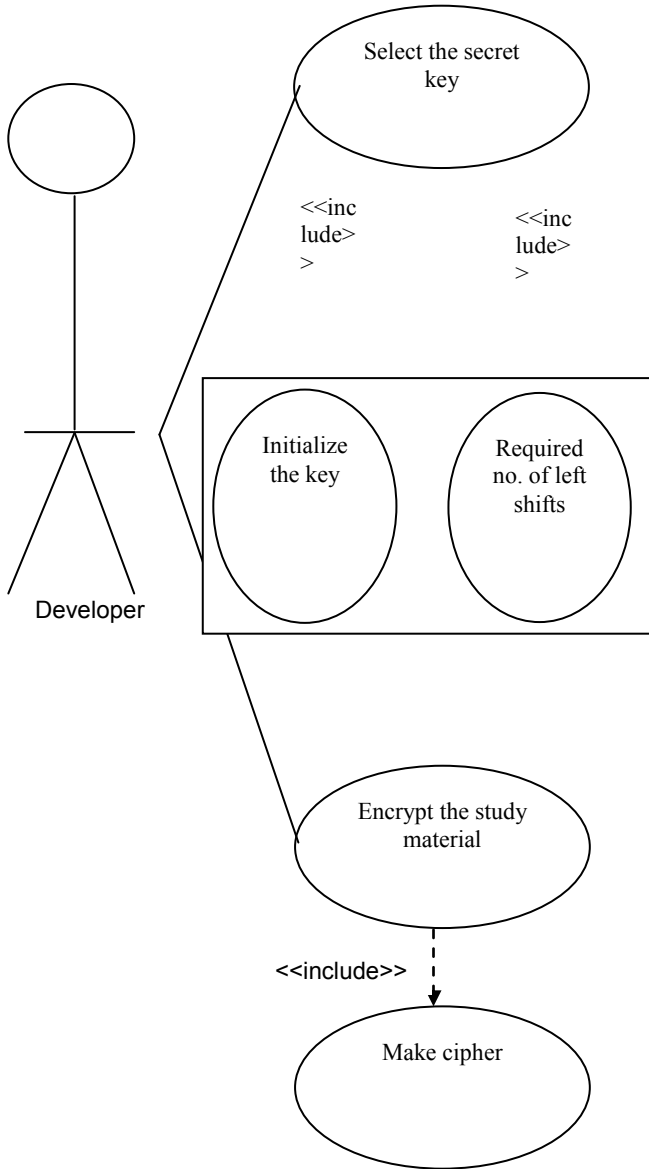 Select the secret
key
<<inc
lude>
>
<<inc
lude>
>
Initialize
the key
Required
no. of left
shifts
Developer
Encrypt the study
material
<<include>>
Make cipher